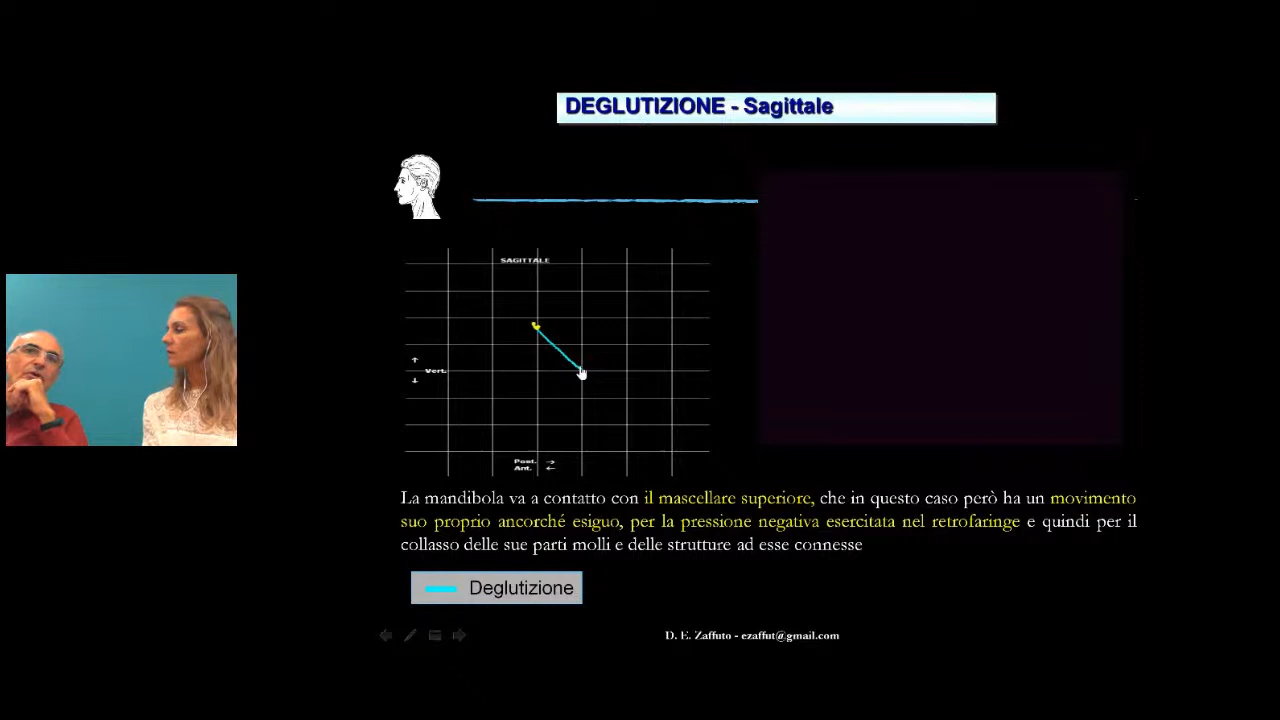 DEGLUTIZIONE - Sagittale
SAGITTALE
Vert.
Post.
Ant.
La mandibola va a contatto con il mascellare superiore, che in questo caso però ha un movimento
suo proprio ancorché esiguo, per la pressione negativa esercitata nel retrofaringe e quindi per il
collasso delle sue parti molli e delle strutture ad esse connesse
Deglutizione
D. E. Zaffuto - ezaffut@gmail.com